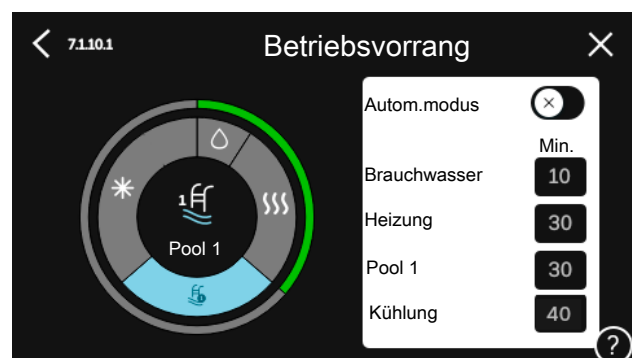 7.1.10.1
Betriebsvorrang
Autom.modus
Min.
Brauchwasser 10
Heizung 30
Pool 1 30
Kühlung 40
1
Pool 1
1
?